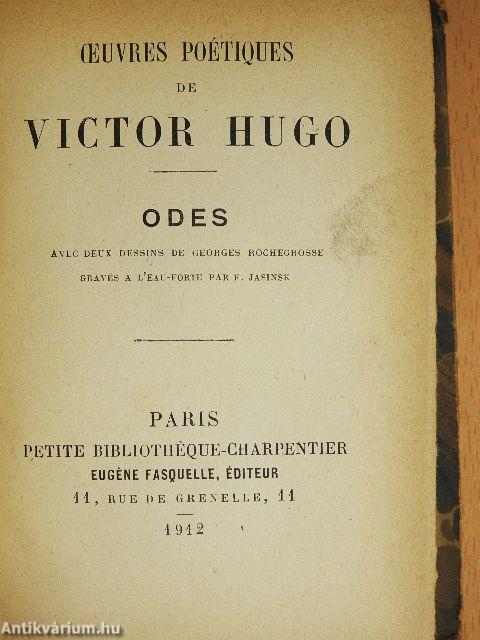 ŒUVRES POÉTIQUES
DE
VICTOR HUGO
ODES
AVEC DEUX DESSINS DE GEORGES ROCHEGROSSE
GRAVÉS A L'EAU-FORTE PAR F. JASINSK
PARIS
PETITE BIBLIOTHÈQUE-CHARPENTIER
EUGÈNE FASQUELLE, ÉDITEUR
11, RUE DE GRENELLE, 11
1912
Antikvárium.hu